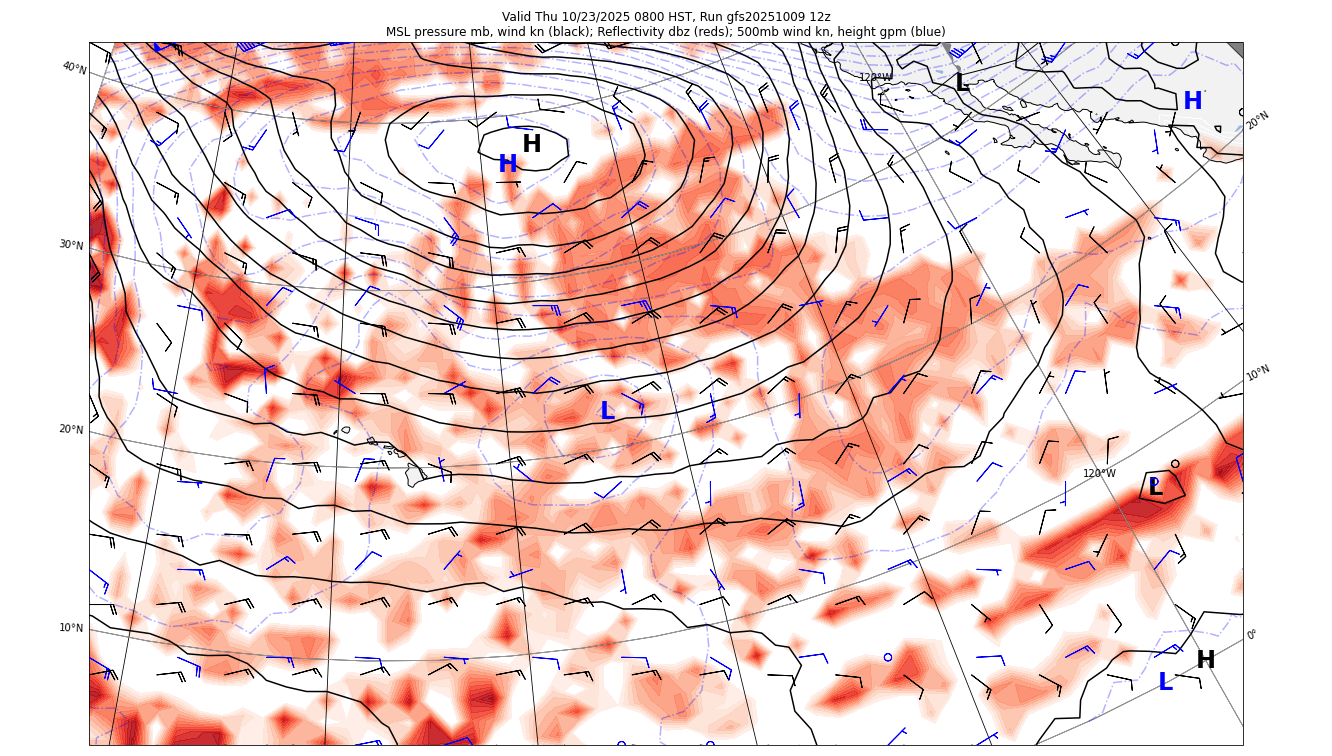 Valid Thu 10/23/2025 0800 HST, Run gfs20251009 12z
MSL pressure mb, wind kn (black); Reflectivity dbz (reds); 500mb wind kn, height gpm (blue)
L
120°W
L
H
40°N
20°N
H
H
30°N
10°N
L
20°N
120°W
L
10°N
0°
H
L